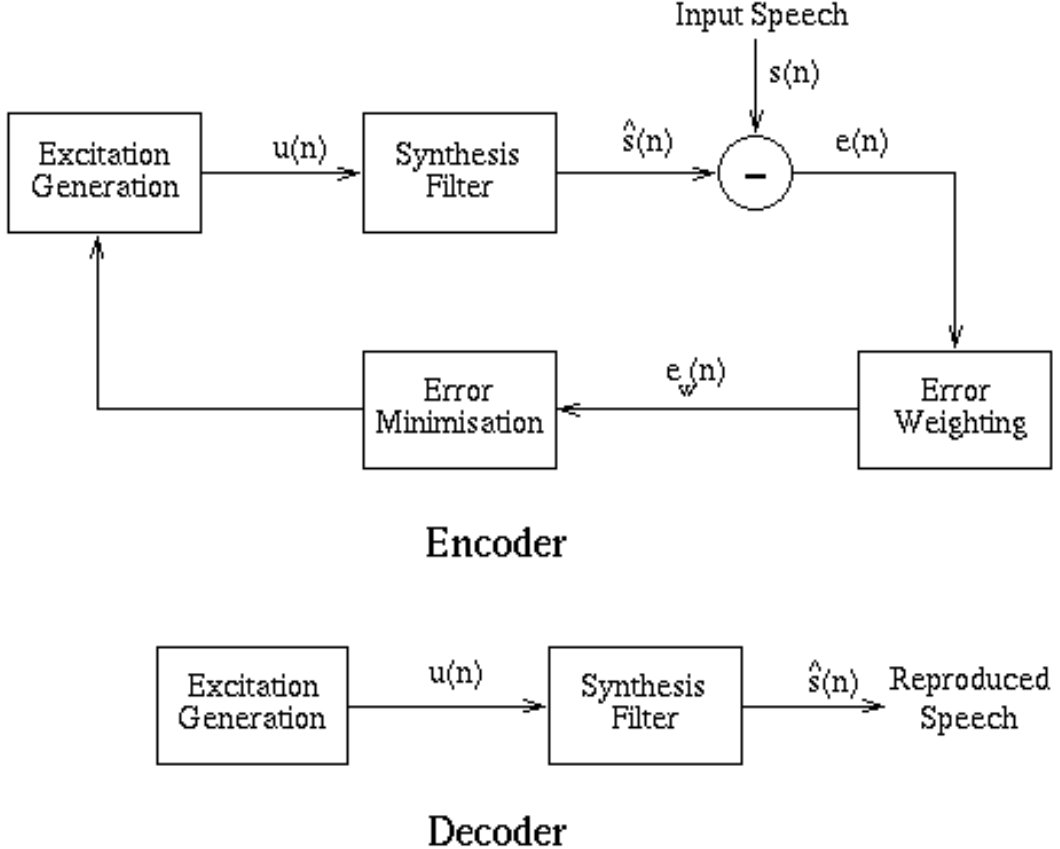 Input Speech
s(n)
Excitation
Generation
u(n)
Synthesis
Filter
ŝ(n)
-
e(n)
Error
Minimisation
e_w(n)
Error
Weighting
Encoder
Excitation
Generation
u(n)
Synthesis
Filter
ŝ(n)
Reproduced
Speech
Decoder